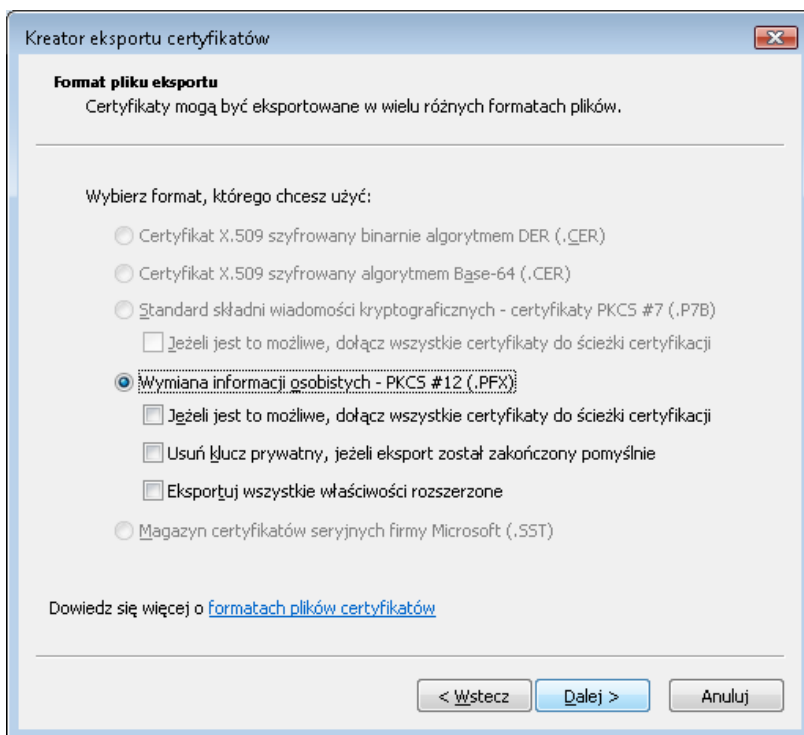 Kreator eksportu certyfikatów
Format pliku eksportu
Certyfikaty mogą być eksportowane w wielu różnych formatach plików.
Wybierz format, którego chcesz użyć:
Certyfikat X.509 szyfrowany binarnie algorytmem DER (.CER)
Certyfikat X.509 szyfrowany algorytmem Base-64 (.CER)
Standard składni wiadomości kryptograficznych - certyfikaty PKCS #7 (.P7B)
Jeżeli jest to możliwe, dołącz wszystkie certyfikaty do ścieżki certyfikacji
Wymiana informacji osobistych - PKCS #12 (.PFX)
Jeżeli jest to możliwe, dołącz wszystkie certyfikaty do ścieżki certyfikacji
Usuń klucz prywatny, jeżeli eksport został zakończony pomyślnie
Eksportuj wszystkie właściwości rozszerzone
Magazyn certyfikatów seryjnych firmy Microsoft (.SST)
Dowiedz się więcej o formatach plików certyfikatów
< Wstecz Dalej > Anuluj